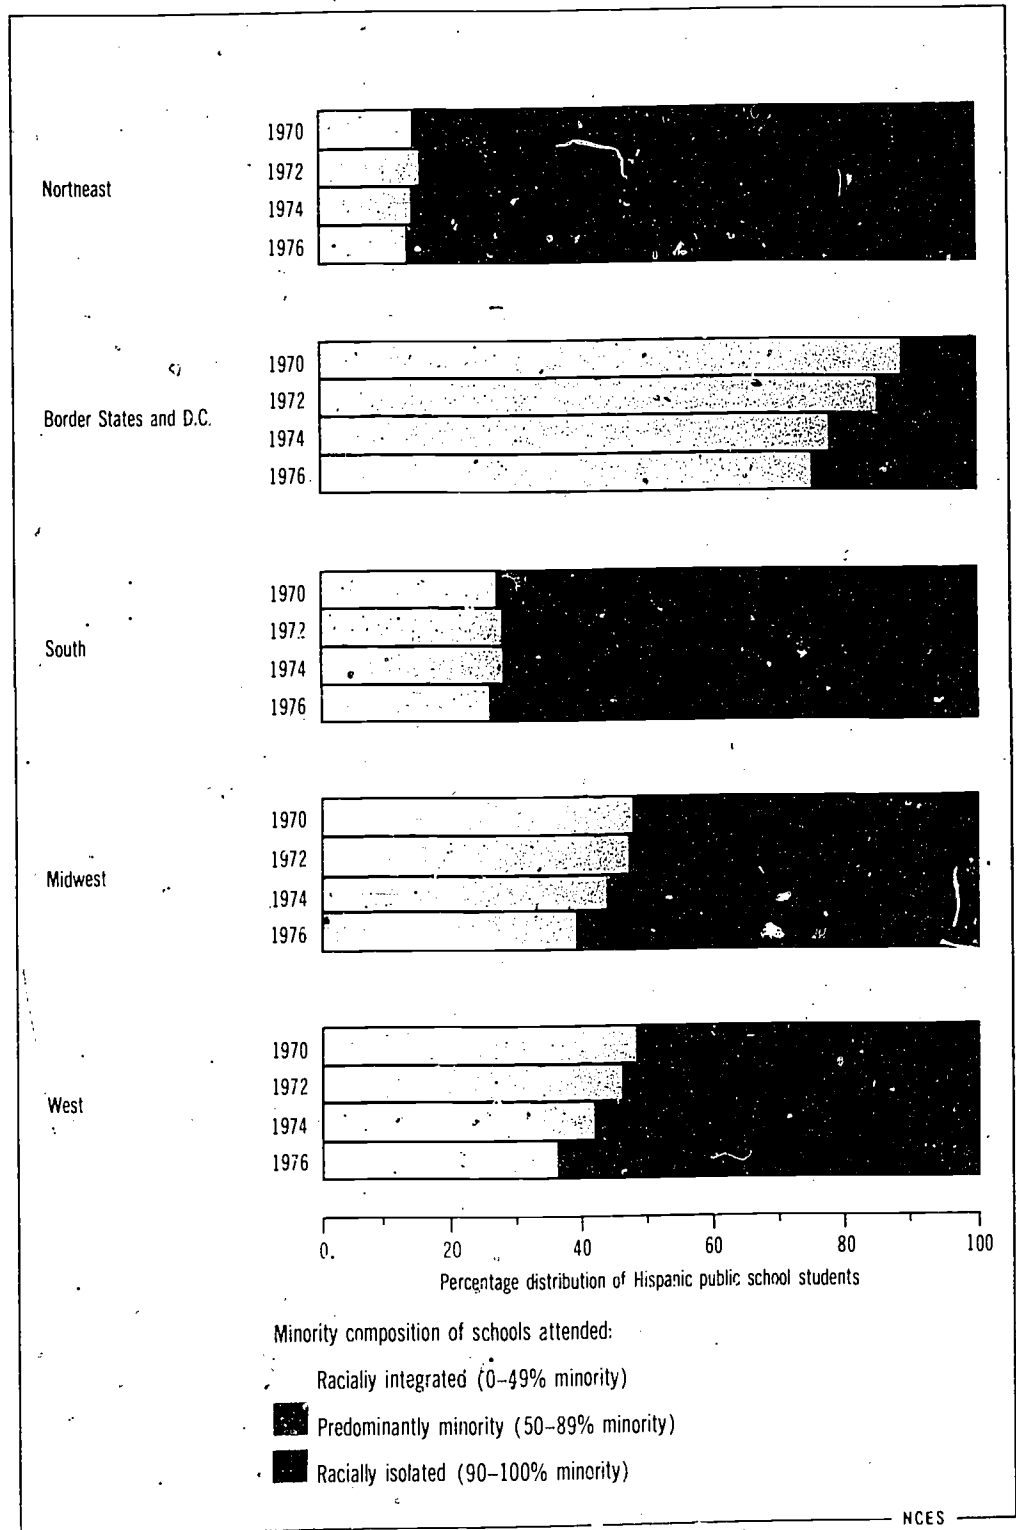 1970
1972
Northeast
1974
1976
1970
1972
Border States and D.C.
1974
1976
1970
1972
South
1974
1976
1970
1972
Midwest
1974
1976
1970
1972
West
1974
1976
0. 20 40 60 80 100
Percentage distribution of Hispanic public school students
Minority composition of schools attended:
Racially integrated (0-49% minority)
Predominantly minority (50-89% minority)
Racially isolated (90-100% minority)
NCES